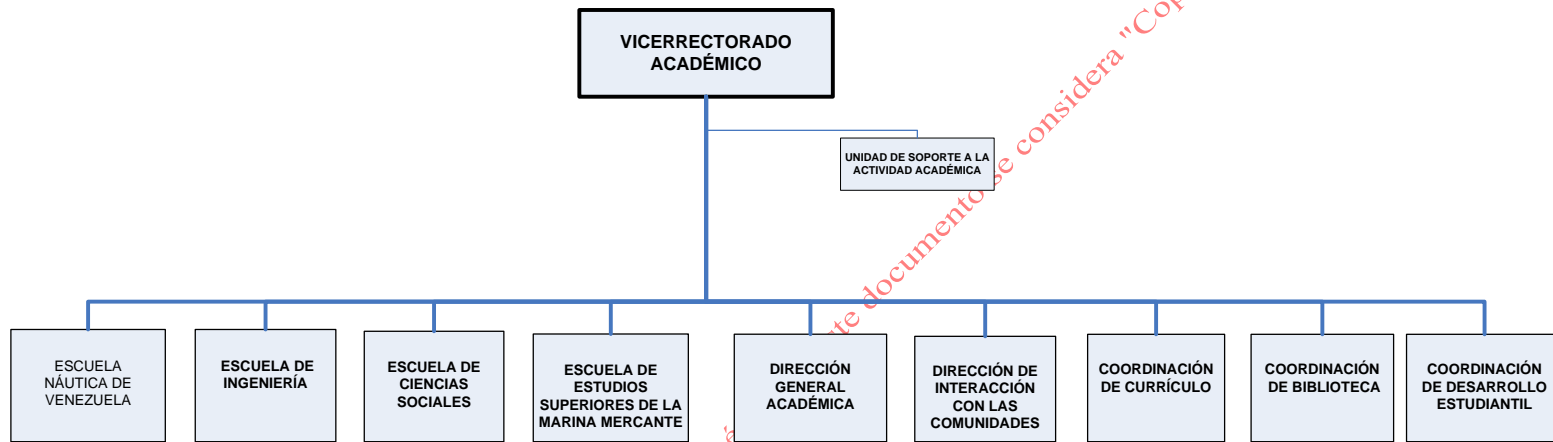 VICERRECTORADO
ACADÉMICO
UNIDAD DE SOPORTE A LA
ACTIVIDAD ACADÉMICA
ESCUELA
NÁUTICA DE
VENEZUELA
ESCUELA DE
INGENIERÍA
ESCUELA DE
CIENCIAS
SOCIALES
ESCUELA DE
ESTUDIOS
SUPERIORES DE LA
MARINA MERCANTE
DIRECCIÓN
GENERAL
ACADÉMICA
DIRECCIÓN DE
INTERACCIÓN
CON LAS
COMUNIDADES
COORDINACIÓN
DE CURRÍCULO
COORDINACIÓN
DE BIBLIOTECA
COORDINACIÓN
DE DESARROLLO
ESTUDIANTIL
documento se considera "Cop